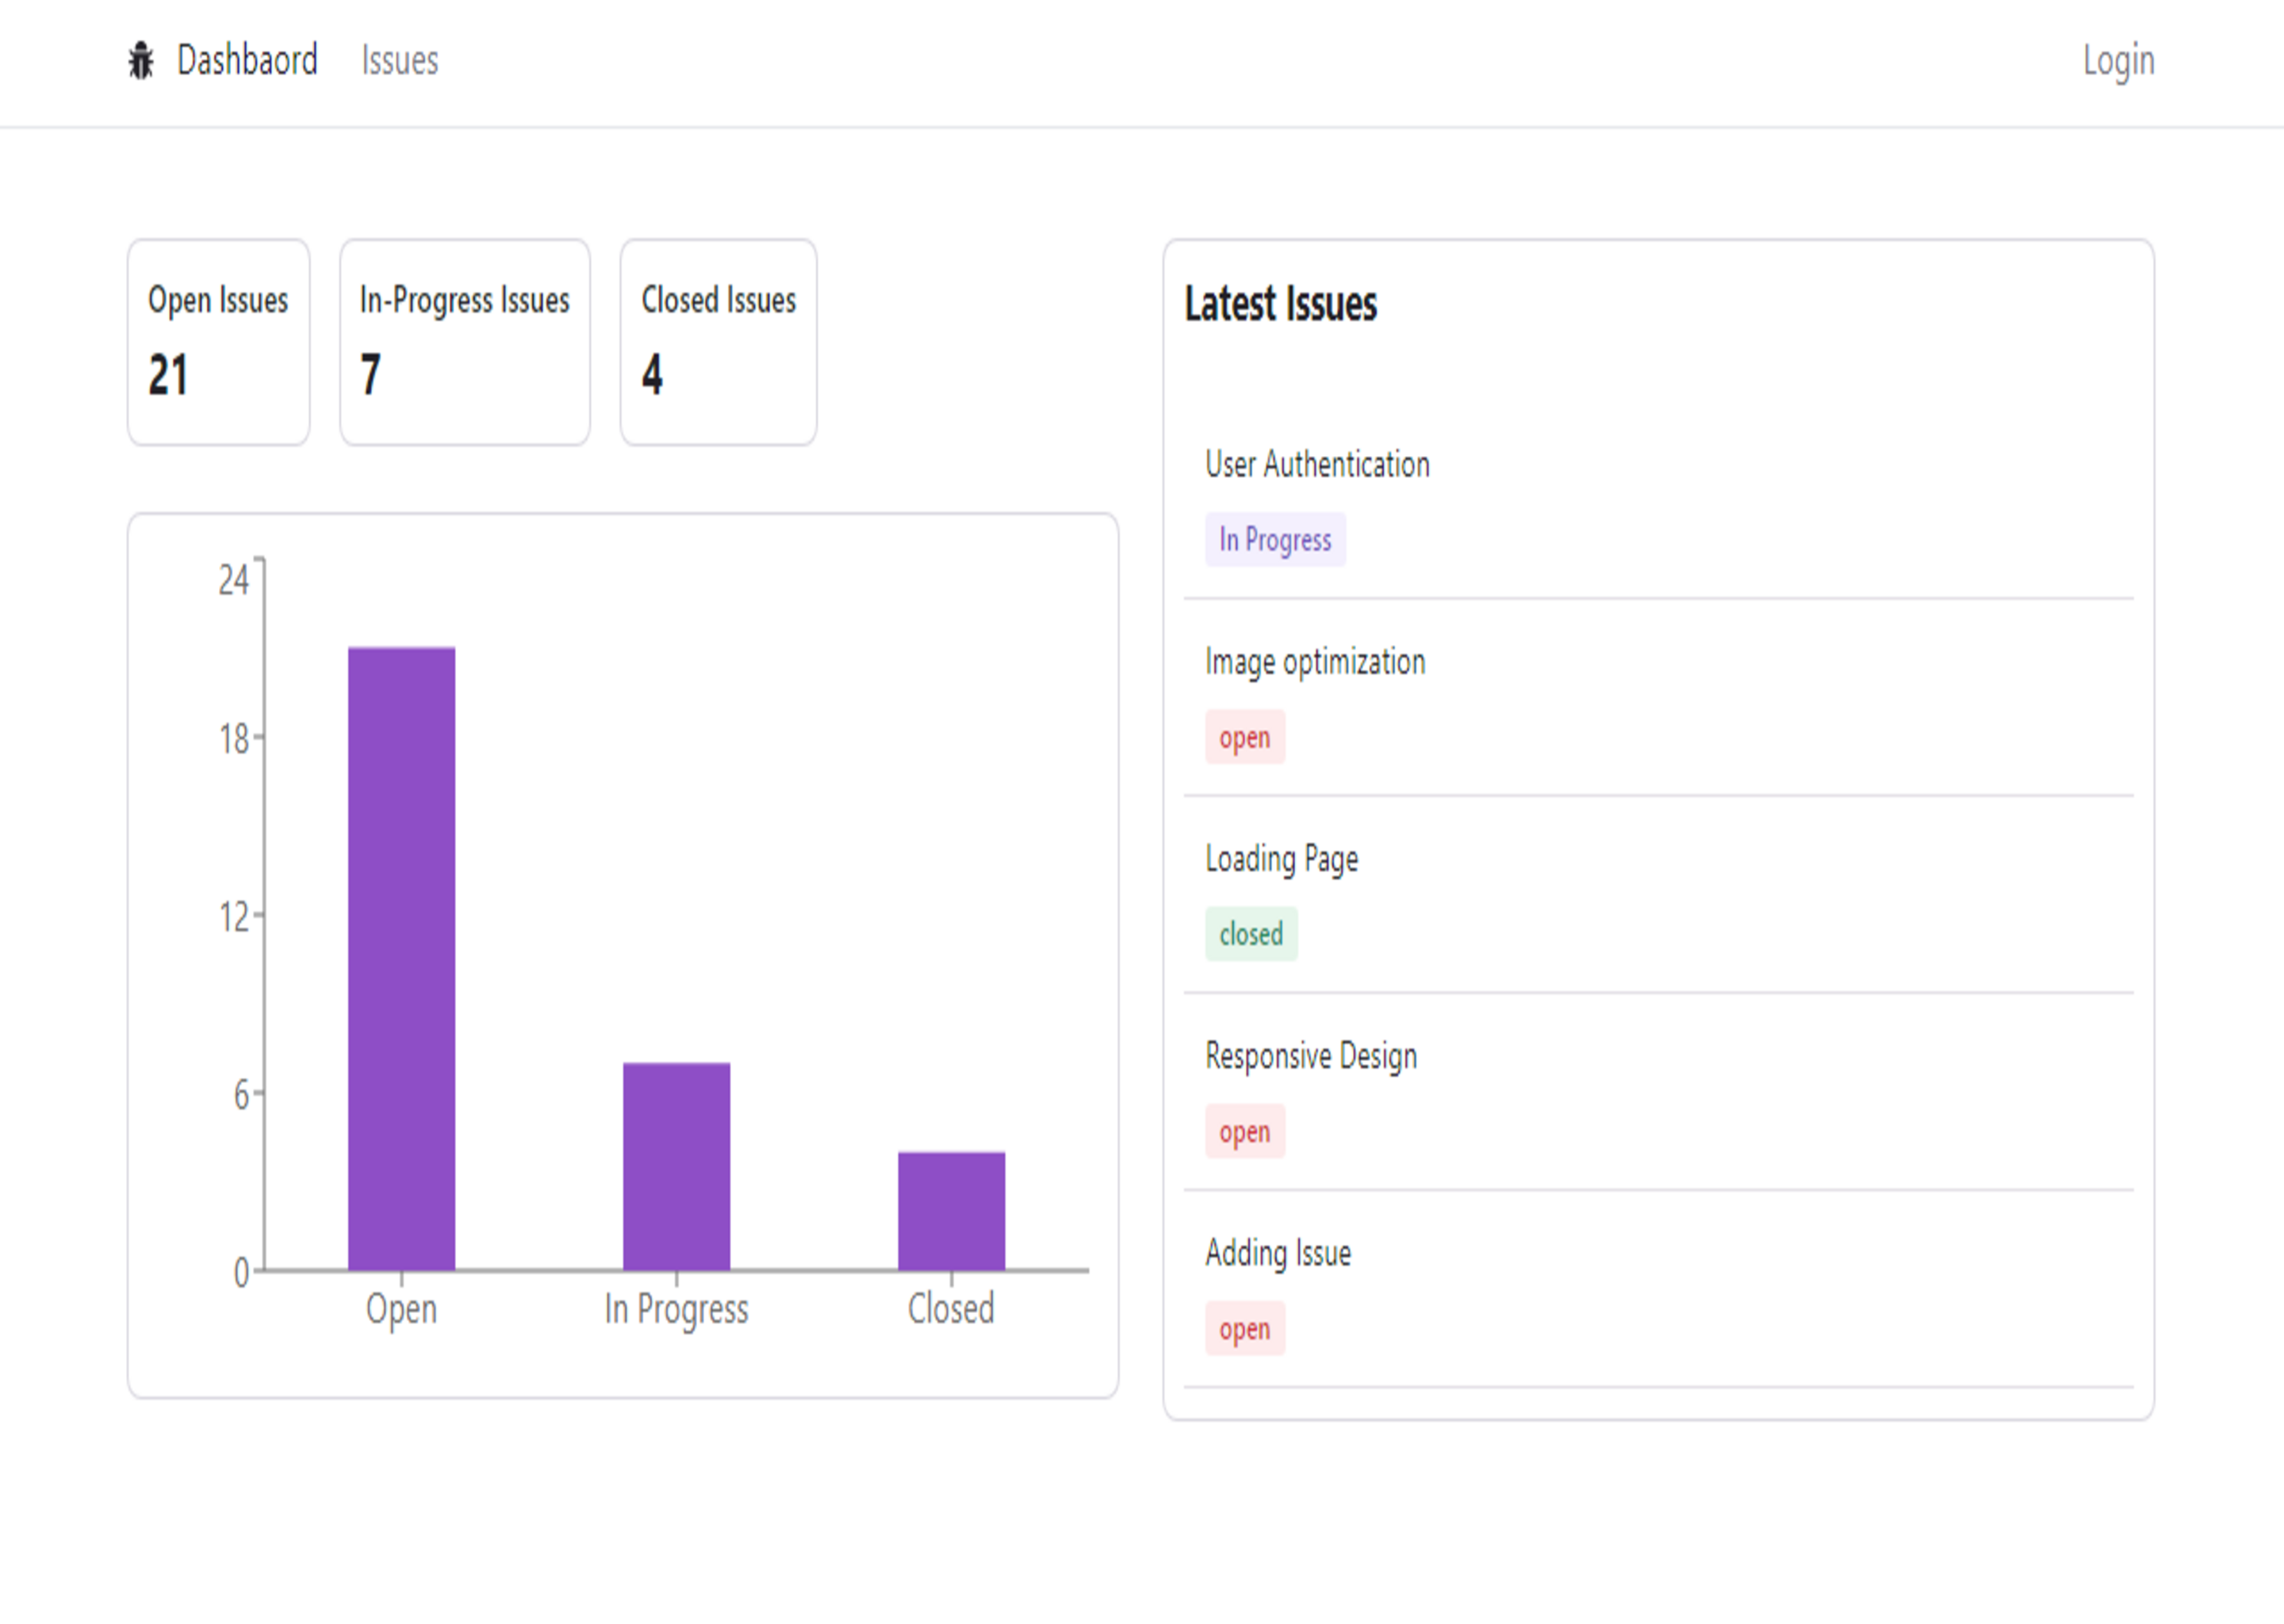 Dashbaord Issues Login
Open Issues
21
In-Progress Issues
7
Closed Issues
4
24
18
12
6
0
Open In Progress Closed
Latest Issues
User Authentication
In Progress
Image optimization
open
Loading Page
closed
Responsive Design
open
Adding Issue
open